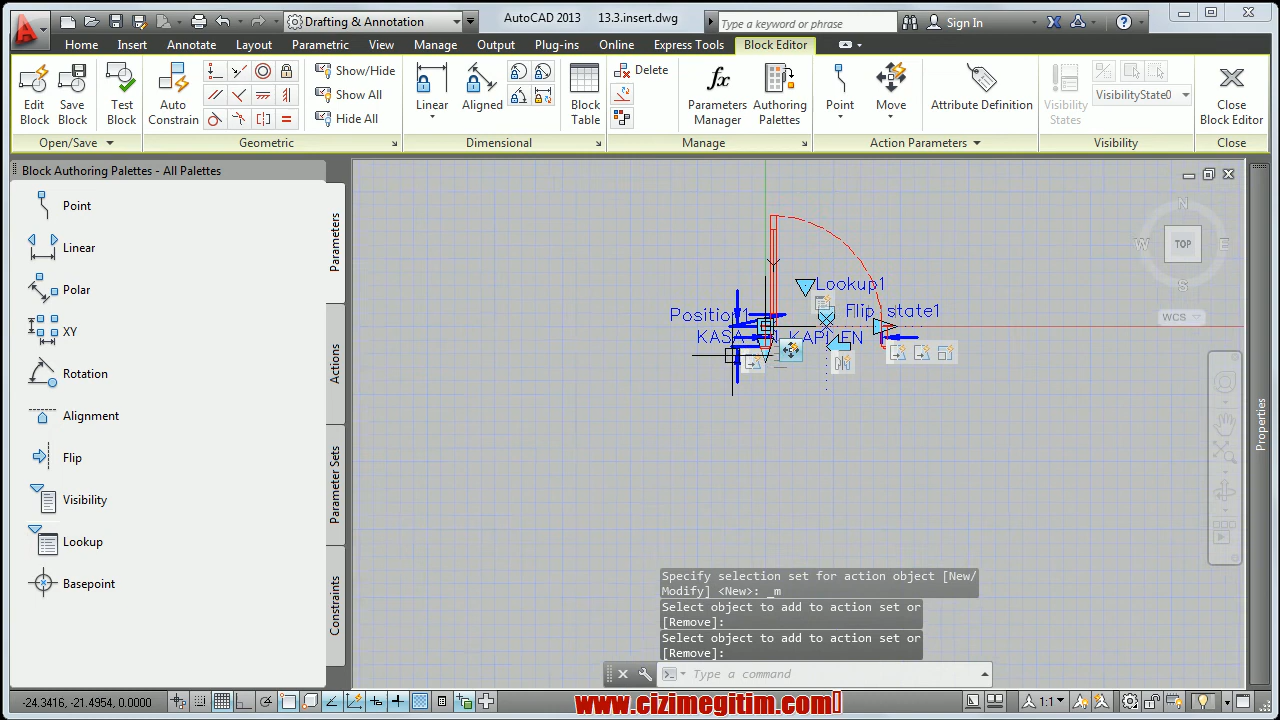 Drafting & Annotation
AutoCAD 2013 13.3.insert.dwg
Type a keyword or phrase
Sign In
Home Insert Annotate Layout Parametric View Manage Output Plug-ins Online Express Tools Block Editor
Edit Block
Save Block
Test Block
Auto Constrain
Show/Hide
Show All
Hide All
Linear
Aligned
Block Table
Delete
fx
Parameters Manager
Authoring Palettes
Point
Move
Attribute Definition
Visibility States
VisibilityState0
Close Block Editor
Open/Save Geometric Dimensional Manage Action Parameters Visibility Close
Block Authoring Palettes - All Palettes
Point
Linear
Polar
XY
Rotation
Alignment
Flip
Visibility
Lookup
Basepoint
Parameters
Actions
Parameter Sets
Constraints
Lookup1
Flip state1
N
W
TOP
E
S
WCS
Properties
Specify selection set for action object [New/
Modify] <New>: _m
Select object to add to action set or
[Remove]:
Select object to add to action set or
[Remove]:
Type a command
-24.3216, -21.4954, 0.0000
www.cizimegitim.com
1:1